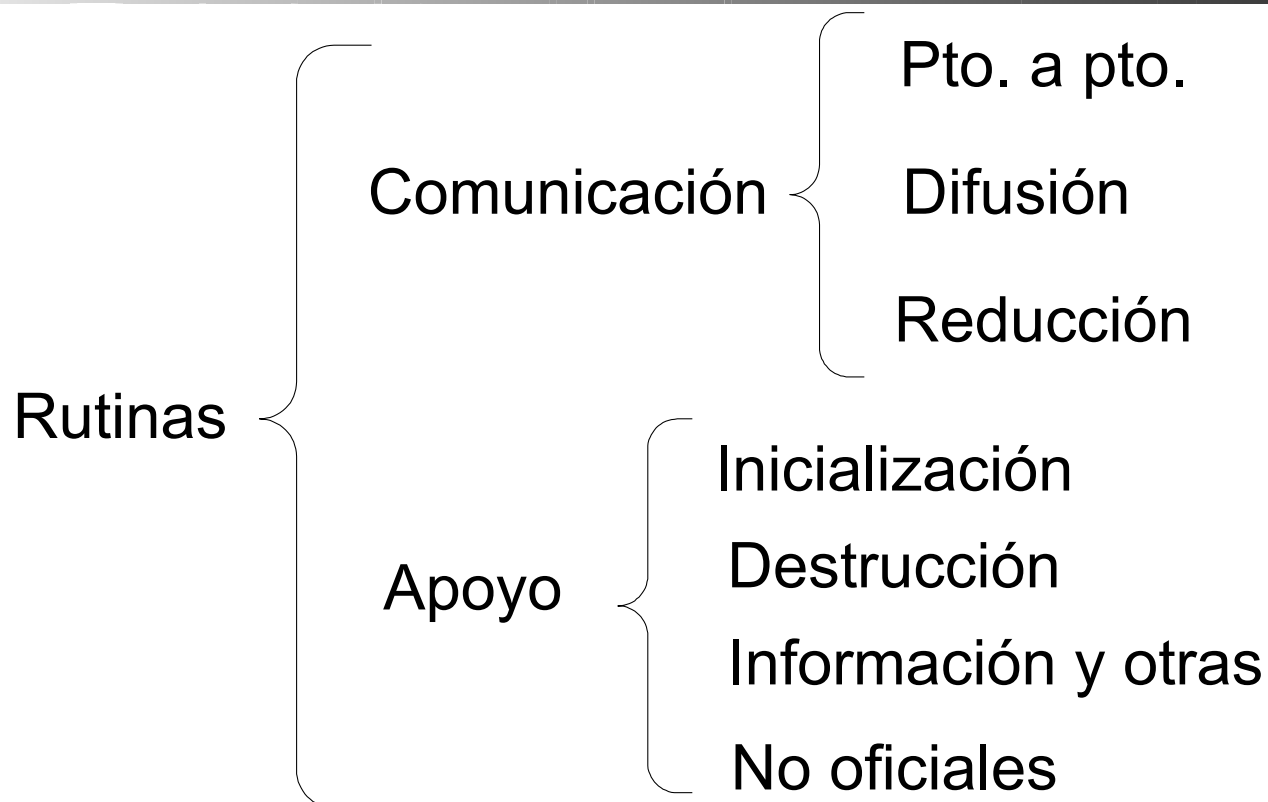 Rutinas
Comunicación
Pto. a pto.
Difusión
Reducción
Apoyo
Inicialización
Destrucción
Información y otras
No oficiales